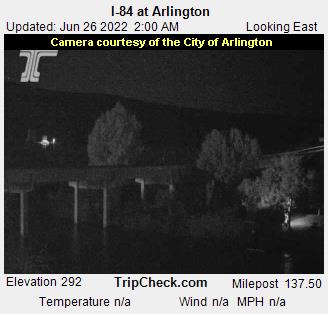 I-84 at Arlington
Updated: Jun 26 2022 2:00 AM Looking East
Camera courtesy of the City of Arlington
Elevation 292 TripCheck.com Milepost 137.50
Temperature n/a Wind n/a MPH n/a